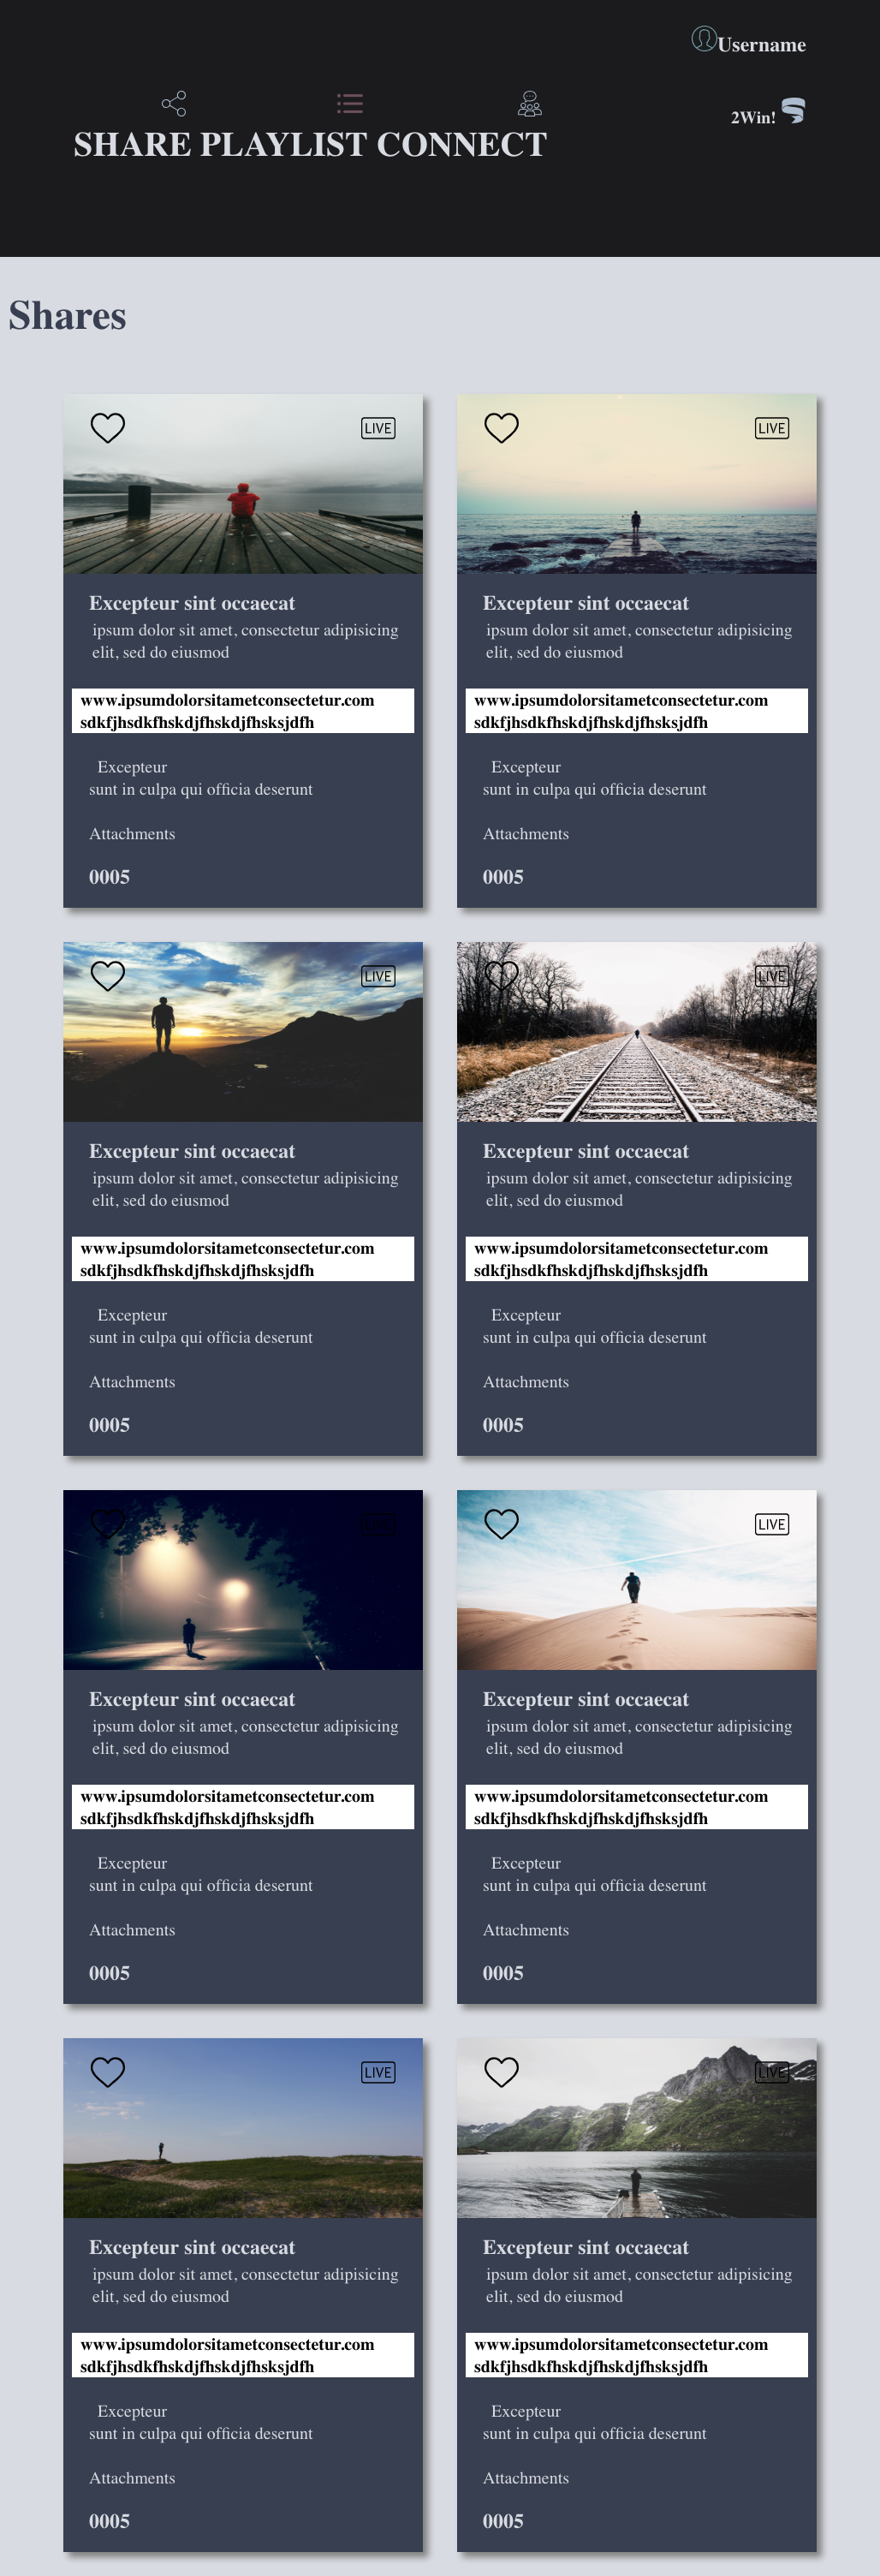 Username
2Win!
SHARE PLAYLIST CONNECT
Shares
LIVE
Excepteur sint occaecat
ipsum dolor sit amet, consectetur adipisicing
elit, sed do eiusmod
www.ipsumdolorsitametconsectetur.com
sdkfjhsdkfhskdjfhskdjfhsksjdfh
Excepteur
sunt in culpa qui officia deserunt
Attachments
0005
LIVE
Excepteur sint occaecat
ipsum dolor sit amet, consectetur adipisicing
elit, sed do eiusmod
www.ipsumdolorsitametconsectetur.com
sdkfjhsdkfhskdjfhskdjfhsksjdfh
Excepteur
sunt in culpa qui officia deserunt
Attachments
0005
LIVE
Excepteur sint occaecat
ipsum dolor sit amet, consectetur adipisicing
elit, sed do eiusmod
www.ipsumdolorsitametconsectetur.com
sdkfjhsdkfhskdjfhskdjfhsksjdfh
Excepteur
sunt in culpa qui officia deserunt
Attachments
0005
LIVE
Excepteur sint occaecat
ipsum dolor sit amet, consectetur adipisicing
elit, sed do eiusmod
www.ipsumdolorsitametconsectetur.com
sdkfjhsdkfhskdjfhskdjfhsksjdfh
Excepteur
sunt in culpa qui officia deserunt
Attachments
0005
LIVE
Excepteur sint occaecat
ipsum dolor sit amet, consectetur adipisicing
elit, sed do eiusmod
www.ipsumdolorsitametconsectetur.com
sdkfjhsdkfhskdjfhskdjfhsksjdfh
Excepteur
sunt in culpa qui officia deserunt
Attachments
0005
LIVE
Excepteur sint occaecat
ipsum dolor sit amet, consectetur adipisicing
elit, sed do eiusmod
www.ipsumdolorsitametconsectetur.com
sdkfjhsdkfhskdjfhskdjfhsksjdfh
Excepteur
sunt in culpa qui officia deserunt
Attachments
0005
LIVE
Excepteur sint occaecat
ipsum dolor sit amet, consectetur adipisicing
elit, sed do eiusmod
www.ipsumdolorsitametconsectetur.com
sdkfjhsdkfhskdjfhskdjfhsksjdfh
Excepteur
sunt in culpa qui officia deserunt
Attachments
0005
LIVE
Excepteur sint occaecat
ipsum dolor sit amet, consectetur adipisicing
elit, sed do eiusmod
www.ipsumdolorsitametconsectetur.com
sdkfjhsdkfhskdjfhskdjfhsksjdfh
Excepteur
sunt in culpa qui officia deserunt
Attachments
0005